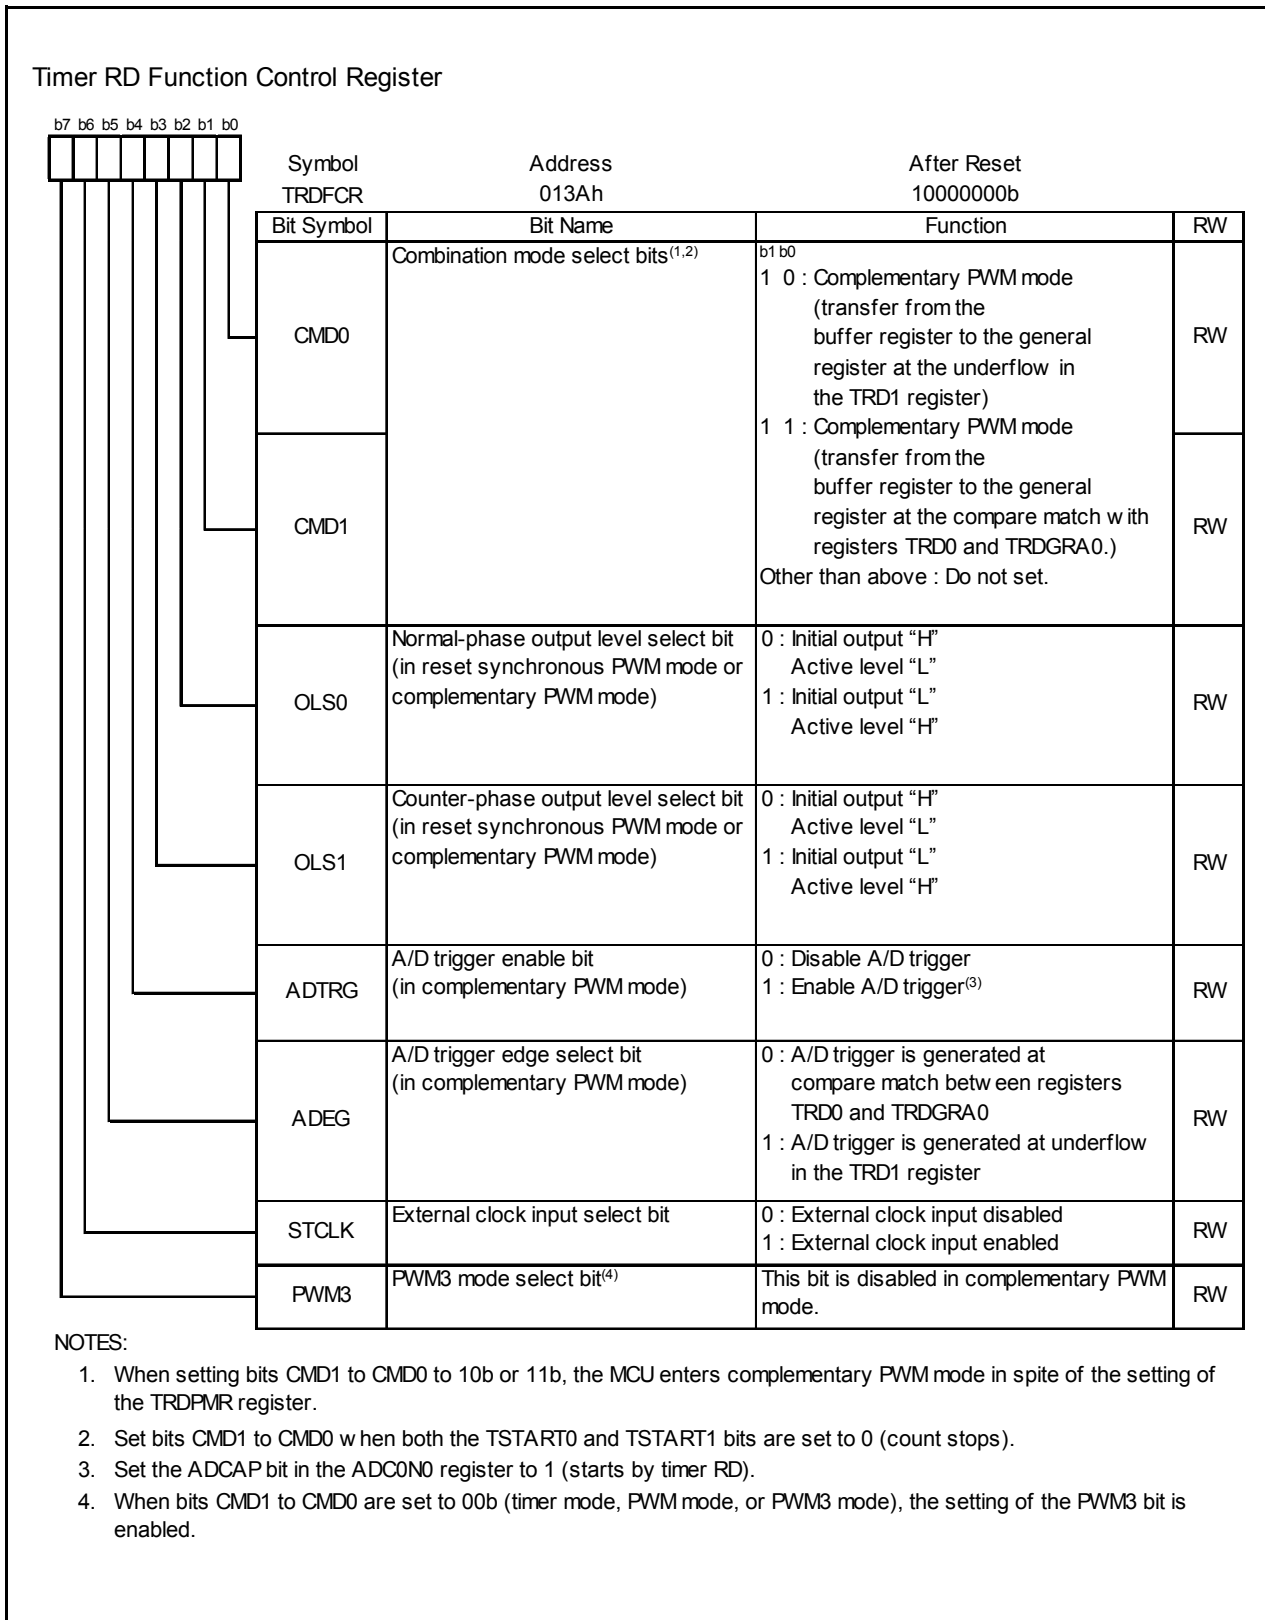 Timer RD Function Control Register
b7 b6 b5 b4 b3 b2 b1 b0
Symbol Address After Reset
TRDFCR 013Ah 10000000b
Bit Symbol Bit Name Function RW
CMD0
Combination mode select bits(1,2)
b1 b0
1 0 : Complementary PWM mode
(transfer from the
buffer register to the general
register at the underflow in
the TRD1 register)
RW
CMD1
1 1 : Complementary PWM mode
(transfer from the
buffer register to the general
register at the compare match with
registers TRD0 and TRDGRA0.)
Other than above : Do not set.
RW
OLS0
Normal-phase output level select bit
(in reset synchronous PWM mode or
complementary PWM mode)
0 : Initial output “H”
Active level “L”
1 : Initial output “L”
Active level “H”
RW
OLS1
Counter-phase output level select bit
(in reset synchronous PWM mode or
complementary PWM mode)
0 : Initial output “H”
Active level “L”
1 : Initial output “L”
Active level “H”
RW
ADTRG
A/D trigger enable bit
(in complementary PWM mode)
0 : Disable A/D trigger
1 : Enable A/D trigger(3)
RW
ADEG
A/D trigger edge select bit
(in complementary PWM mode)
0 : A/D trigger is generated at
compare match between registers
TRD0 and TRDGRA0
1 : A/D trigger is generated at underflow
in the TRD1 register
RW
STCLK
External clock input select bit
0 : External clock input disabled
1 : External clock input enabled
RW
PWM3
PWM3 mode select bit(4)
This bit is disabled in complementary PWM
mode.
RW
NOTES:
1. When setting bits CMD1 to CMD0 to 10b or 11b, the MCU enters complementary PWM mode in spite of the setting of
the TRDPMR register.
2. Set bits CMD1 to CMD0 when both the TSTART0 and TSTART1 bits are set to 0 (count stops).
3. Set the ADCAP bit in the ADC0N0 register to 1 (starts by timer RD).
4. When bits CMD1 to CMD0 are set to 00b (timer mode, PWM mode, or PWM3 mode), the setting of the PWM3 bit is
enabled.